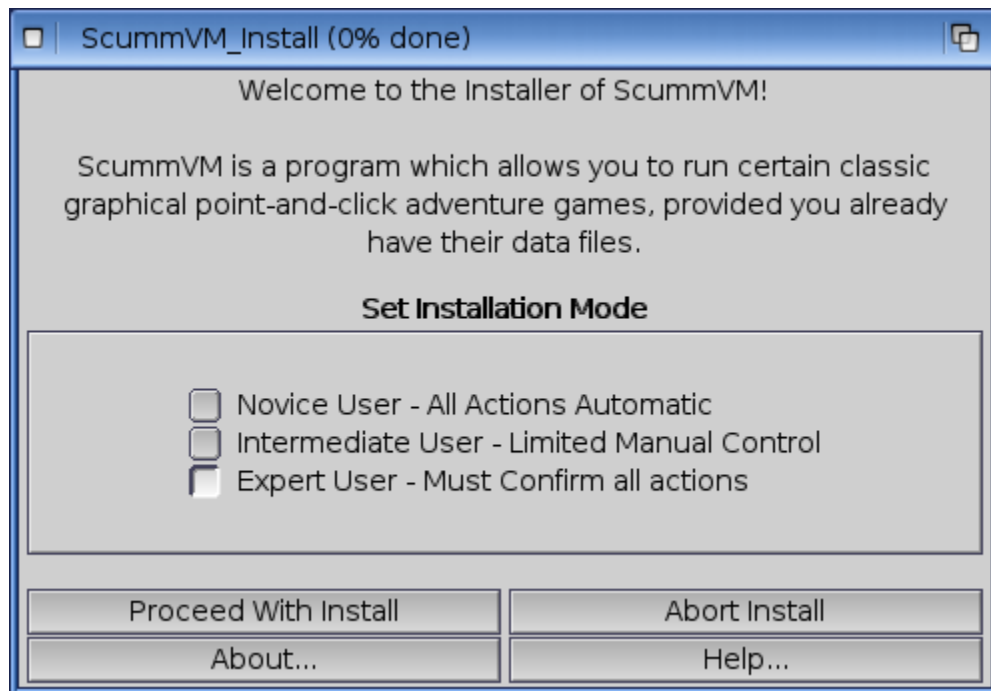 ScummVM_Install (0% done)
Welcome to the Installer of ScummVM!
ScummVM is a program which allows you to run certain classic
graphical point-and-click adventure games, provided you already
have their data files.
Set Installation Mode
Novice User - All Actions Automatic
Intermediate User - Limited Manual Control
Expert User - Must Confirm all actions
Proceed With Install
Abort Install
About...
Help...